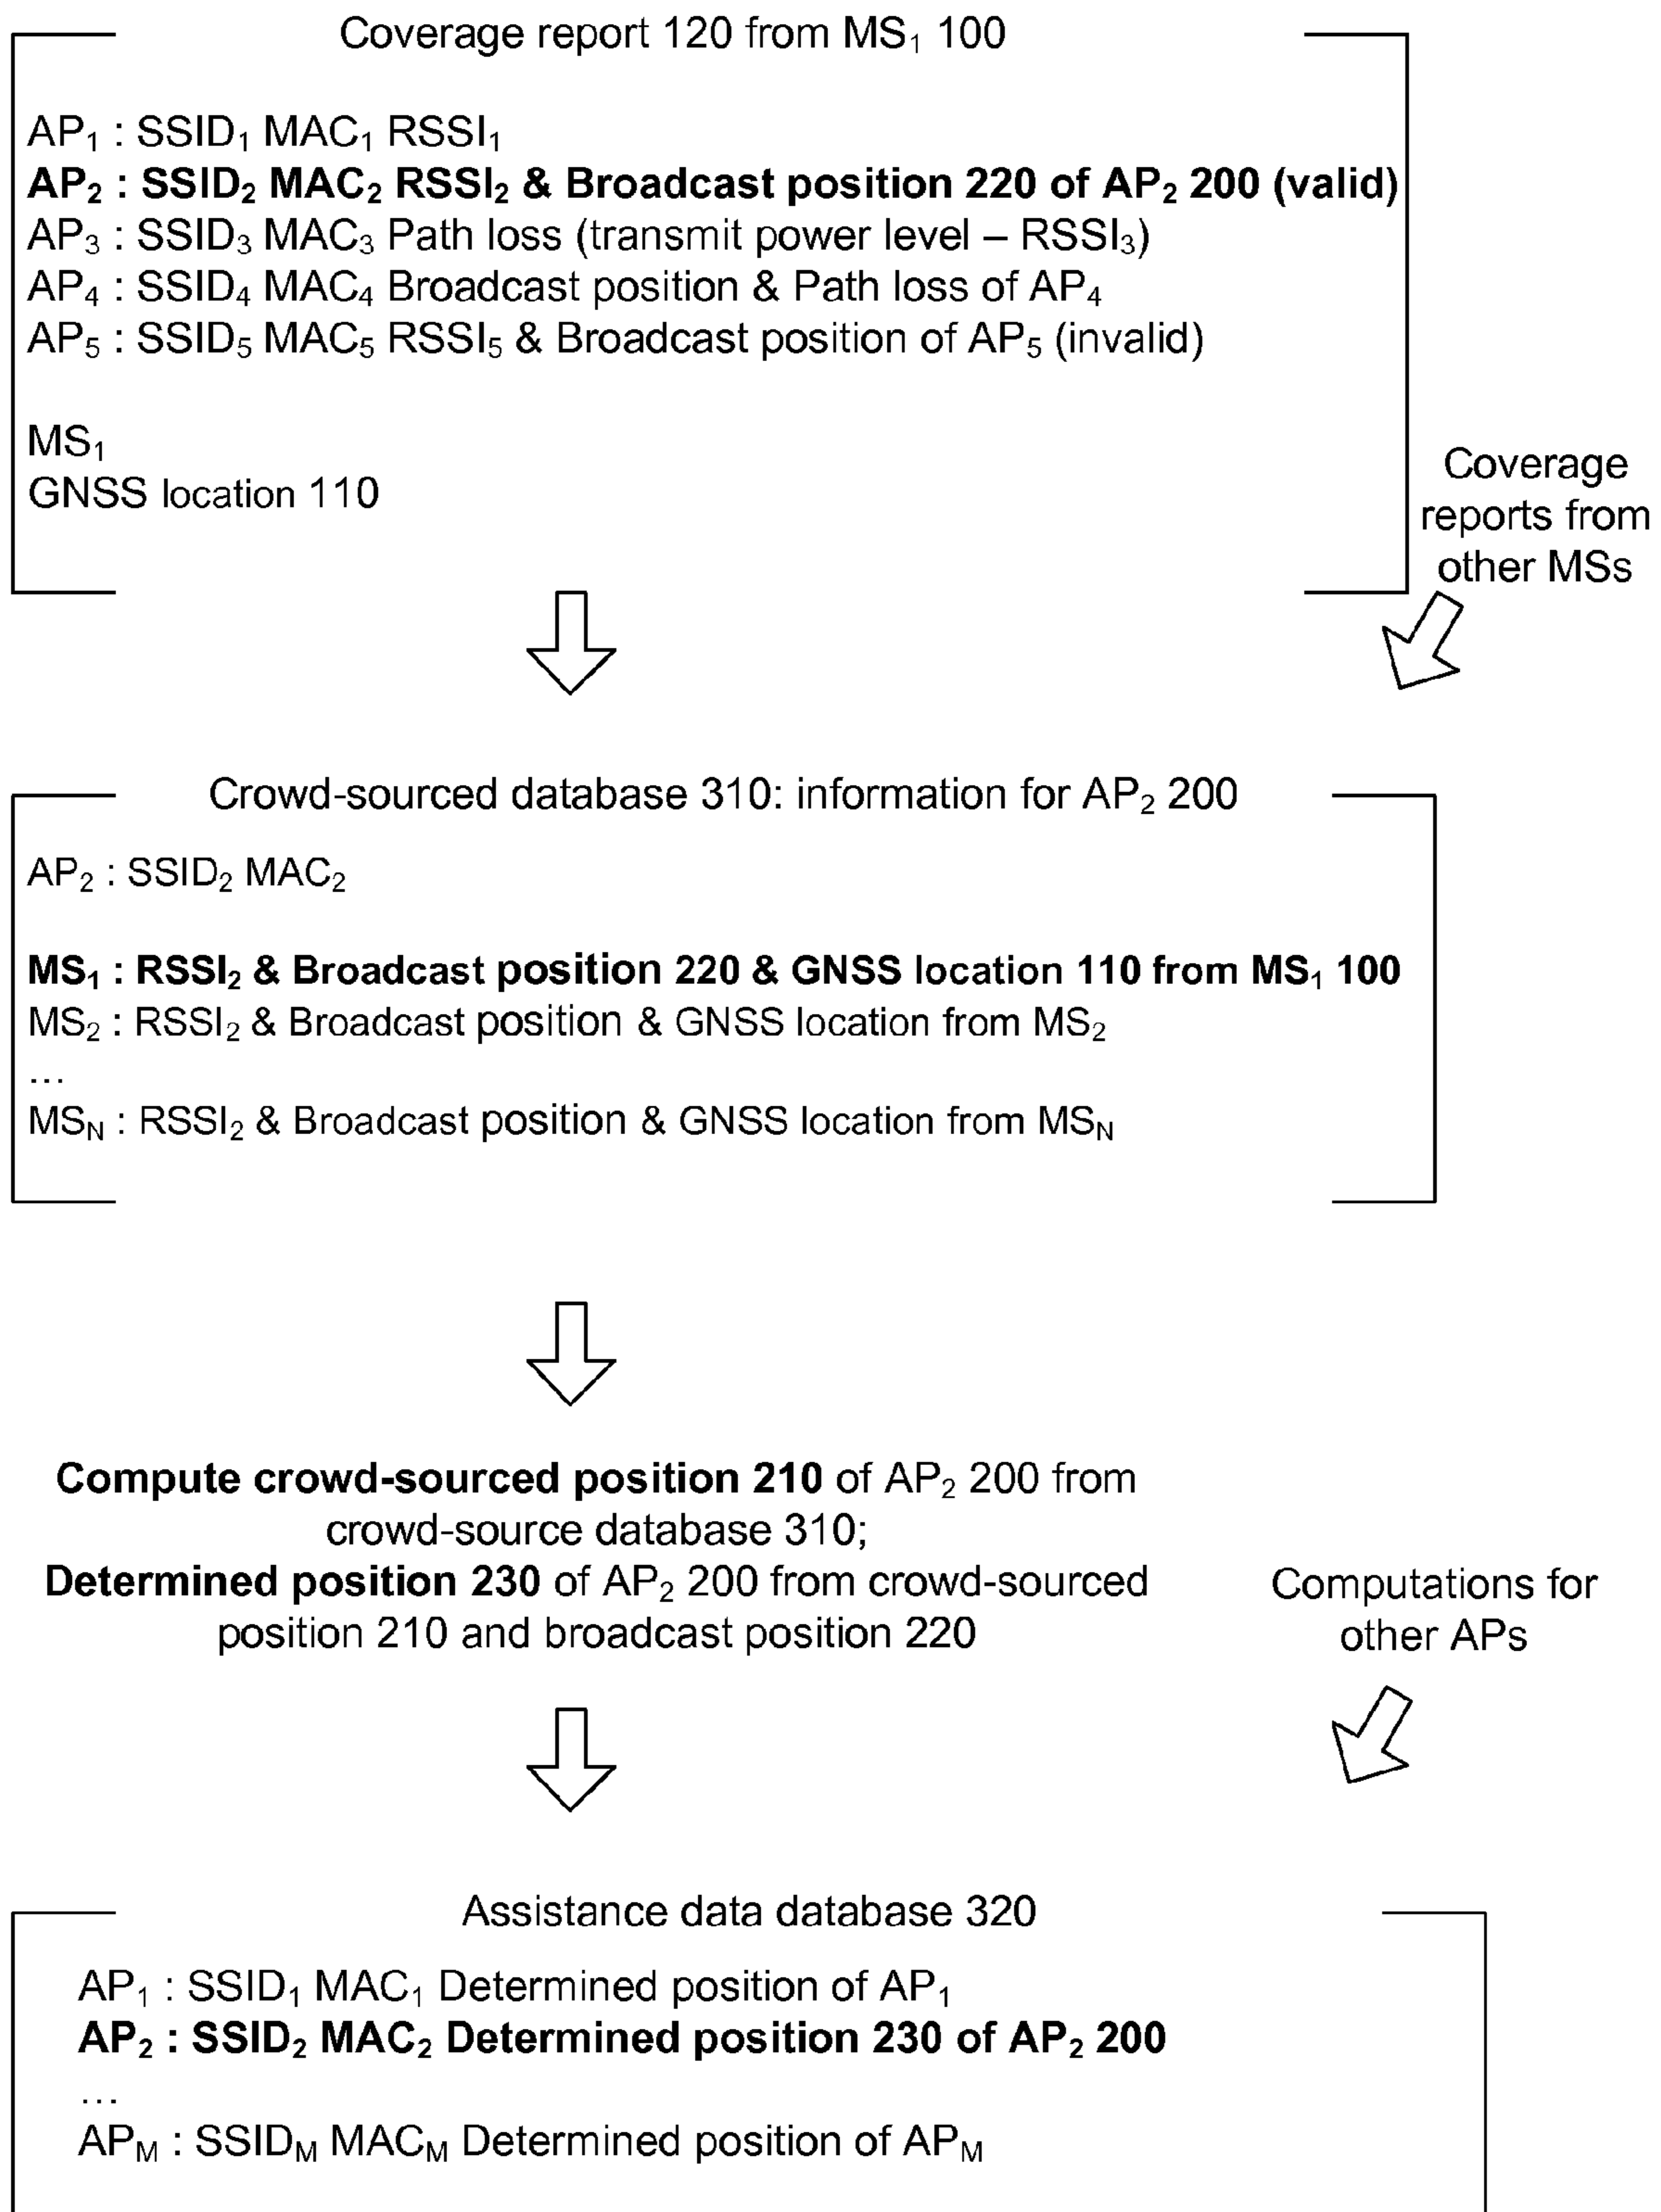 Coverage report 120 from MS₁ 100
AP₁ : SSID₁ MAC₁ RSSI₁
AP₂ : SSID₂ MAC₂ RSSI₂ & Broadcast position 220 of AP₂ 200 (valid)
AP₃ : SSID₃ MAC₃ Path loss (transmit power level – RSSI₃)
AP₄ : SSID₄ MAC₄ Broadcast position & Path loss of AP₄
AP₅ : SSID₅ MAC₅ RSSI₅ & Broadcast position of AP₅ (invalid)
MS₁
GNSS location 110
Coverage
reports from
other MSs
Crowd-sourced database 310: information for AP₂ 200
AP₂ : SSID₂ MAC₂
MS₁ : RSSI₂ & Broadcast position 220 & GNSS location 110 from MS₁ 100
MS₂ : RSSI₂ & Broadcast position & GNSS location from MS₂
...
MS_N : RSSI₂ & Broadcast position & GNSS location from MS_N
Compute crowd-sourced position 210 of AP₂ 200 from
crowd-source database 310;
Determined position 230 of AP₂ 200 from crowd-sourced
position 210 and broadcast position 220
Computations for
other APs
Assistance data database 320
AP₁ : SSID₁ MAC₁ Determined position of AP₁
AP₂ : SSID₂ MAC₂ Determined position 230 of AP₂ 200
...
AP_M : SSID_M MAC_M Determined position of AP_M